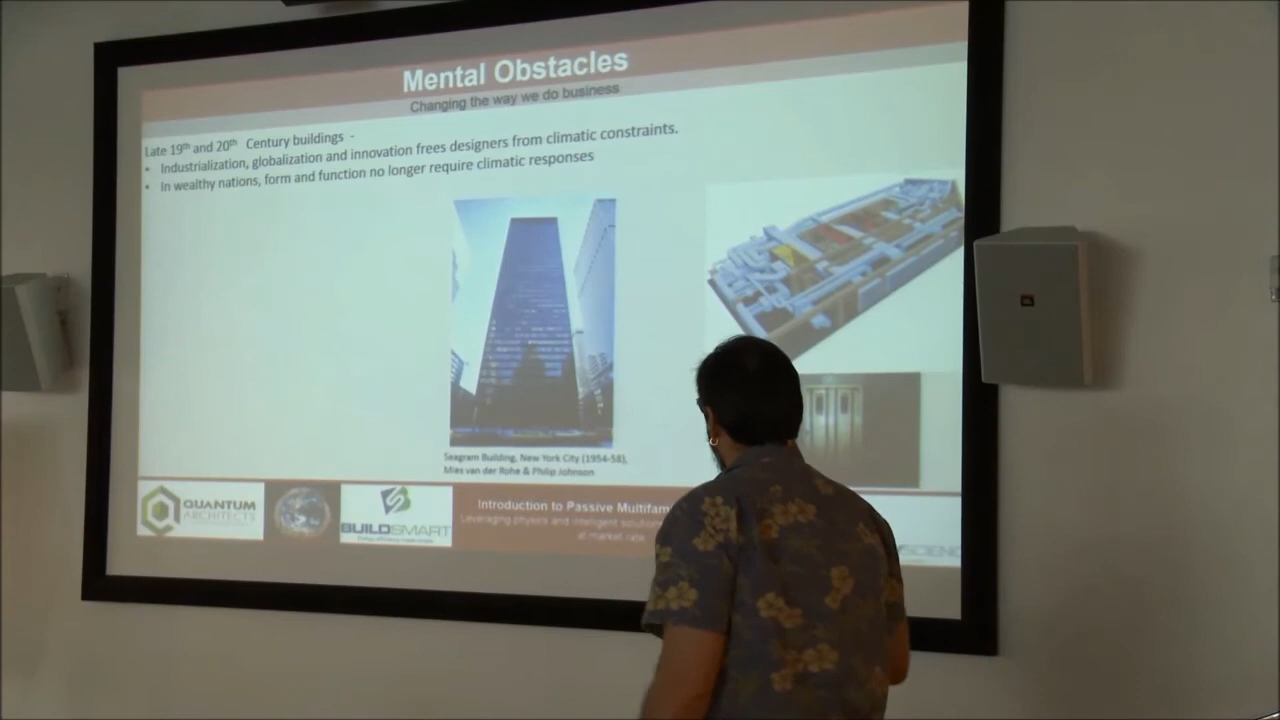 Mental Obstacles
Changing the way we do business
Late 19th and 20th Century buildings -
• Industrialization, globalization and innovation frees designers from climatic constraints.
• In wealthy nations, form and function no longer require climatic responses
Seagram Building, New York City (1954-58),
Mies van der Rohe & Philip Johnson
QUANTUM
ARCHITECTS
BUILDSMART
Introduction to Passive Multifam
Leveraging physics and intelligent solutions
at market rate
SCIENC